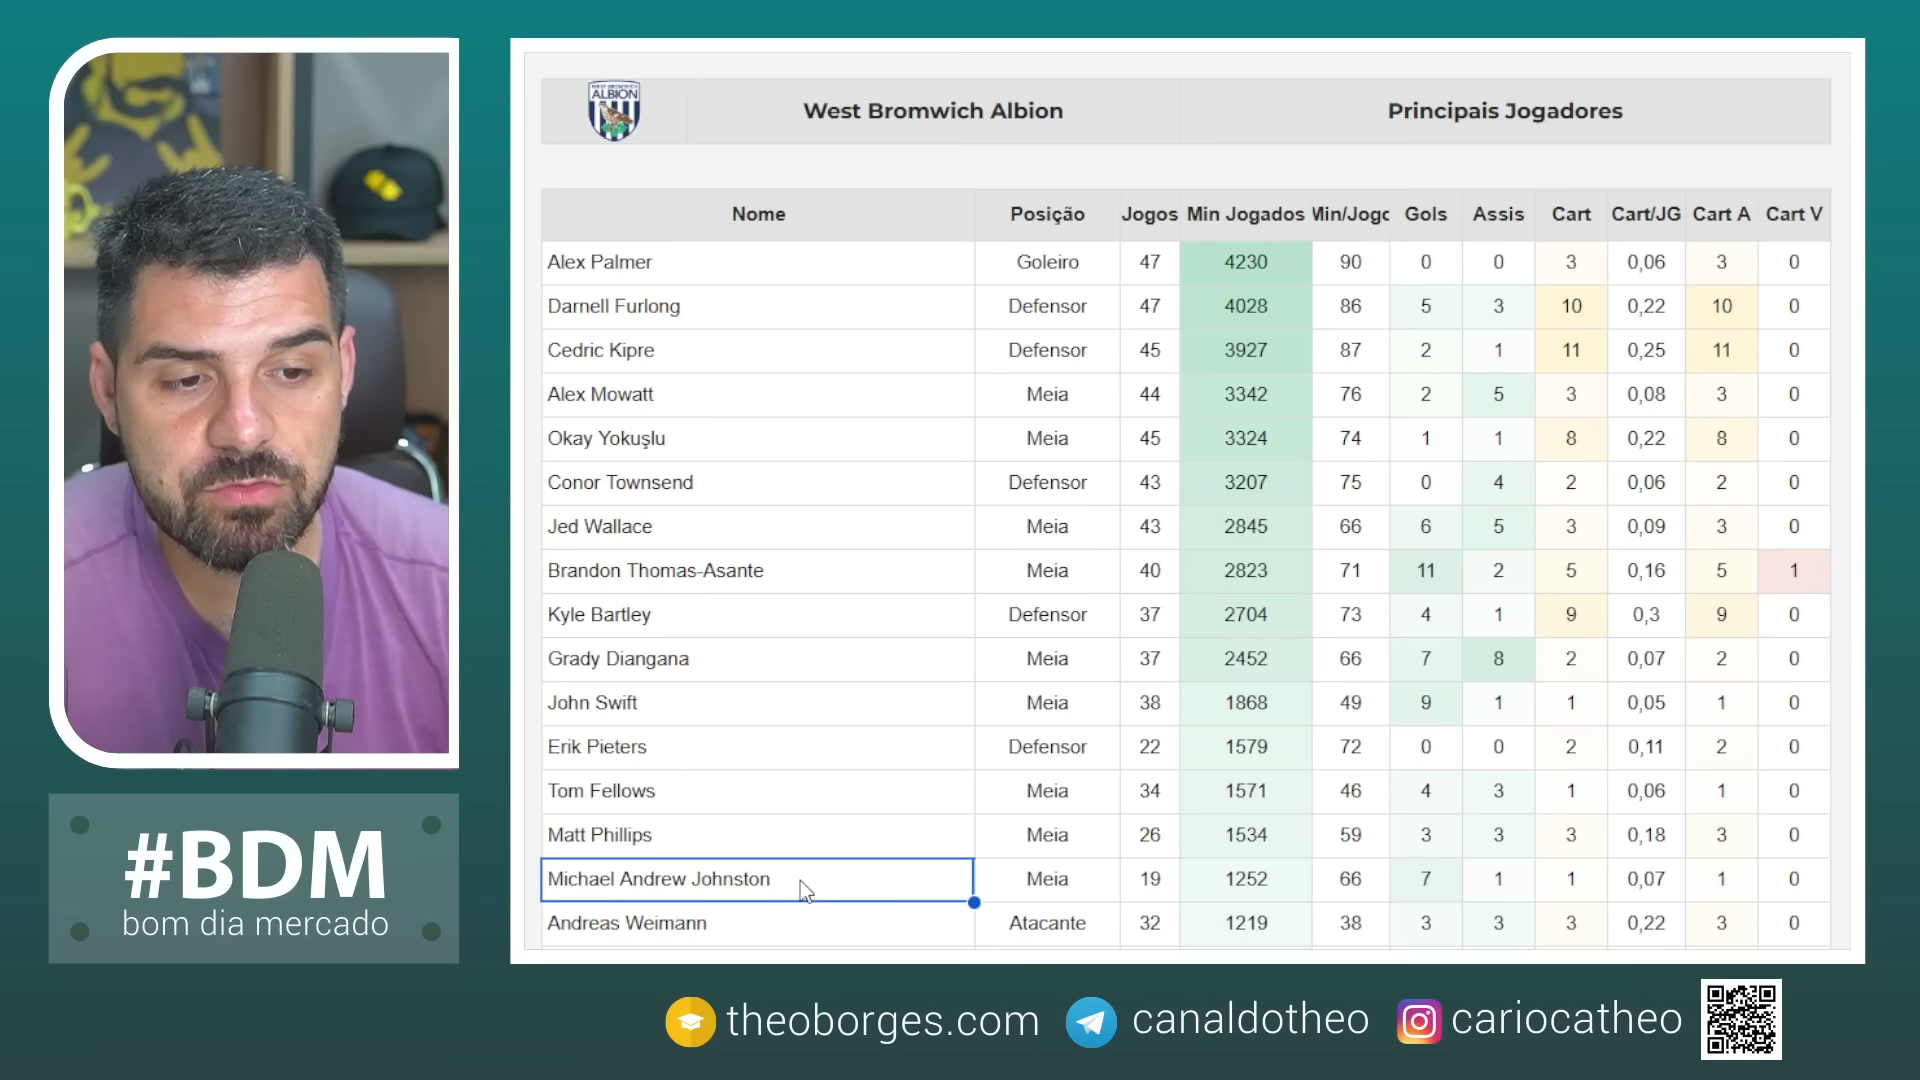 ALBION
West Bromwich Albion Principais Jogadores
Nome Posição Jogos Min Jogados Min/Jogo Gols Assis Cart Cart/JG Cart A Cart V
Alex Palmer Goleiro 47 4230 90 0 0 3 0,06 3 0
Darnell Furlong Defensor 47 4028 86 5 3 10 0,22 10 0
Cedric Kipre Defensor 45 3927 87 2 1 11 0,25 11 0
Alex Mowatt Meia 44 3342 76 2 5 3 0,08 3 0
Okay Yokuşlu Meia 45 3324 74 1 1 8 0,22 8 0
Conor Townsend Defensor 43 3207 75 0 4 2 0,06 2 0
Jed Wallace Meia 43 2845 66 6 5 3 0,09 3 0
Brandon Thomas-Asante Meia 40 2823 71 11 2 5 0,16 5 1
Kyle Bartley Defensor 37 2704 73 4 1 9 0,3 9 0
Grady Diangana Meia 37 2452 66 7 8 2 0,07 2 0
John Swift Meia 38 1868 49 9 1 1 0,05 1 0
Erik Pieters Defensor 22 1579 72 0 0 2 0,11 2 0
Tom Fellows Meia 34 1571 46 4 3 1 0,06 1 0
Matt Phillips Meia 26 1534 59 3 3 3 0,18 3 0
Michael Andrew Johnston Meia 19 1252 66 7 1 1 0,07 1 0
Andreas Weimann Atacante 32 1219 38 3 3 3 0,22 3 0
#BDM
bom dia mercado
theoborges.com canaldotheo cariocatheo